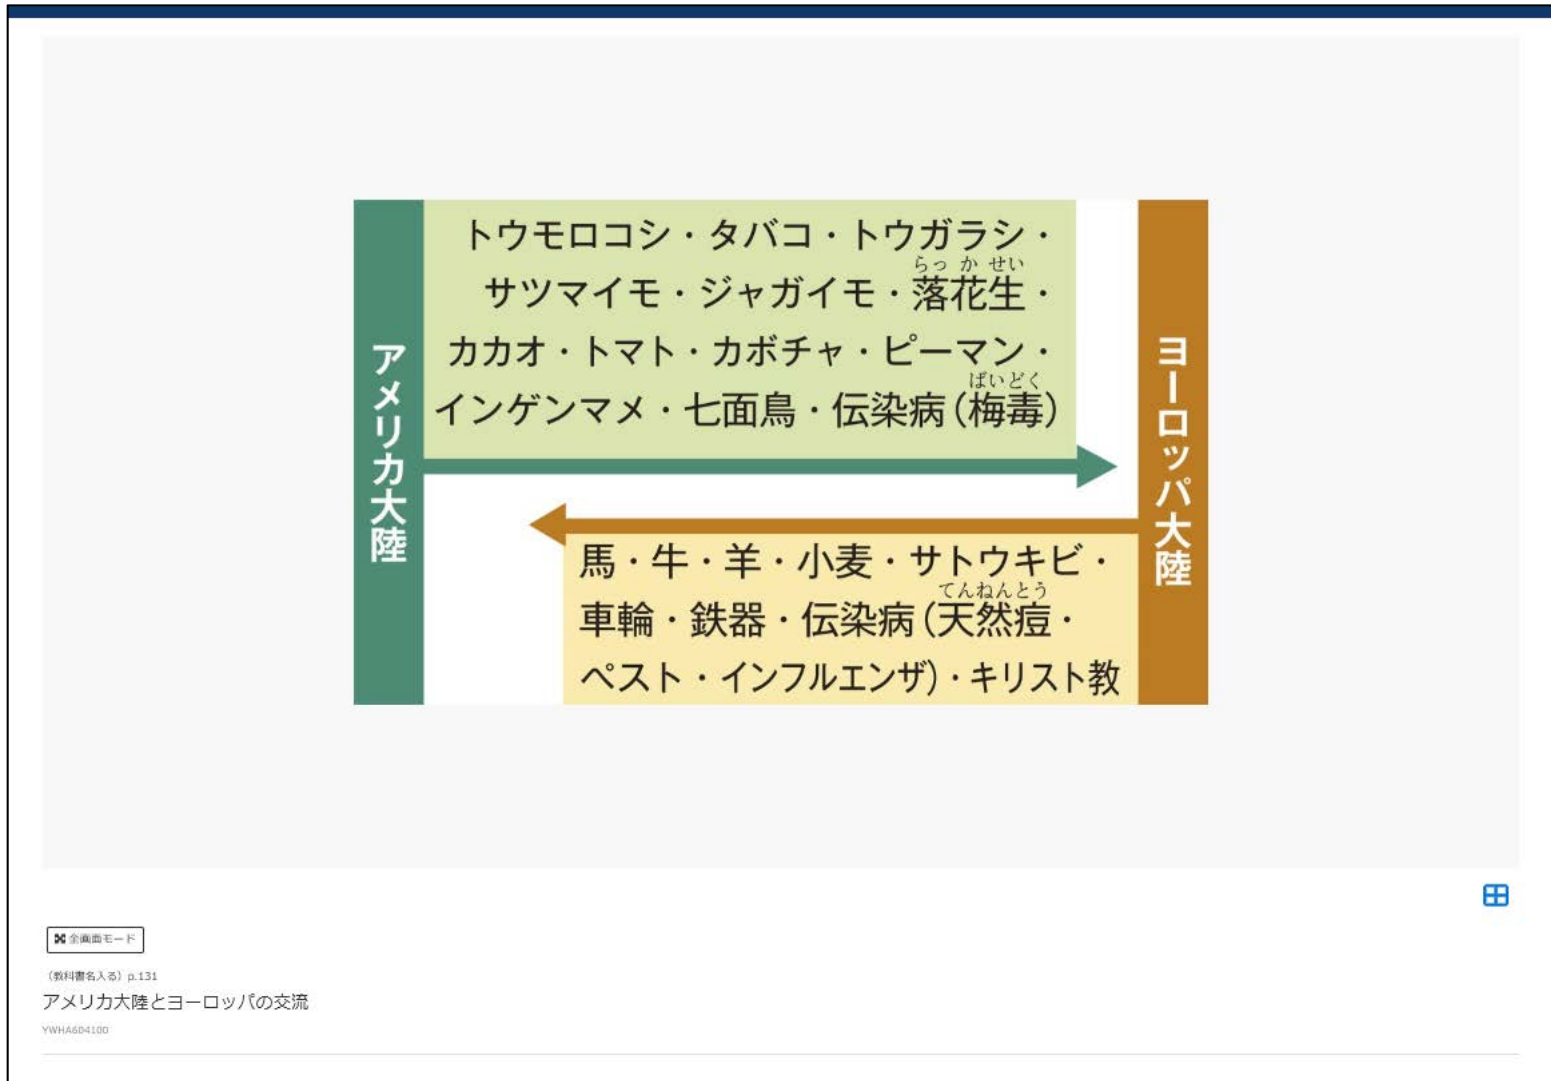 アメリカ大陸
トウモロコシ・タバコ・トウガラシ・
らっかせい
サツマイモ・ジャガイモ・落花生・
カカオ・トマト・カボチャ・ピーマン・
ばいどく
インゲンマメ・七面鳥・伝染病(梅毒)
ヨーロッパ大陸
馬・牛・羊・小麦・サトウキビ・
てんねんとう
車輪・鉄器・伝染病(天然痘・
ペスト・インフルエンザ)・キリスト教
全画面モード
(教科書名入る) p.131
アメリカ大陸とヨーロッパの交流
YWHA604100